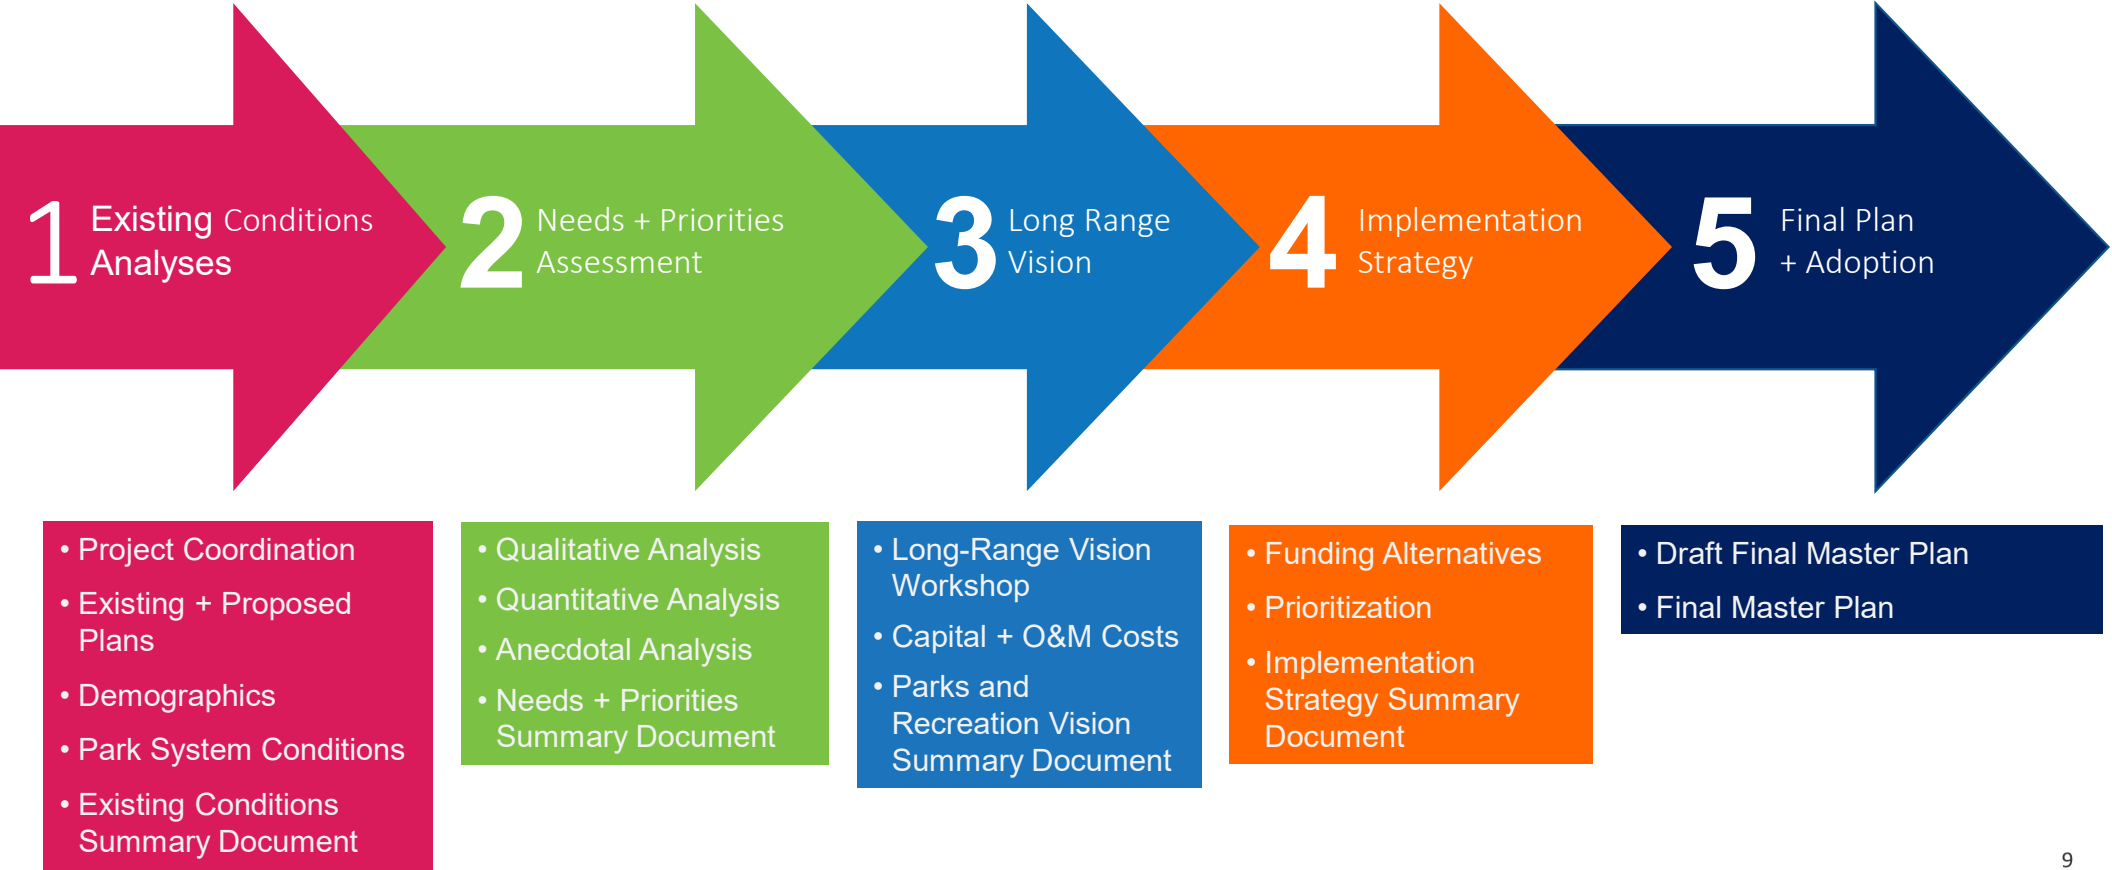 1 Existing Conditions
Analyses
2 Needs + Priorities
Assessment
3 Long Range
Vision
4 Implementation
Strategy
5 Final Plan
+ Adoption
• Project Coordination
• Existing + Proposed
Plans
• Demographics
• Park System Conditions
• Existing Conditions
Summary Document
• Qualitative Analysis
• Quantitative Analysis
• Anecdotal Analysis
• Needs + Priorities
Summary Document
• Long-Range Vision
Workshop
• Capital + O&M Costs
• Parks and
Recreation Vision
Summary Document
• Funding Alternatives
• Prioritization
• Implementation
Strategy Summary
Document
• Draft Final Master Plan
• Final Master Plan
9